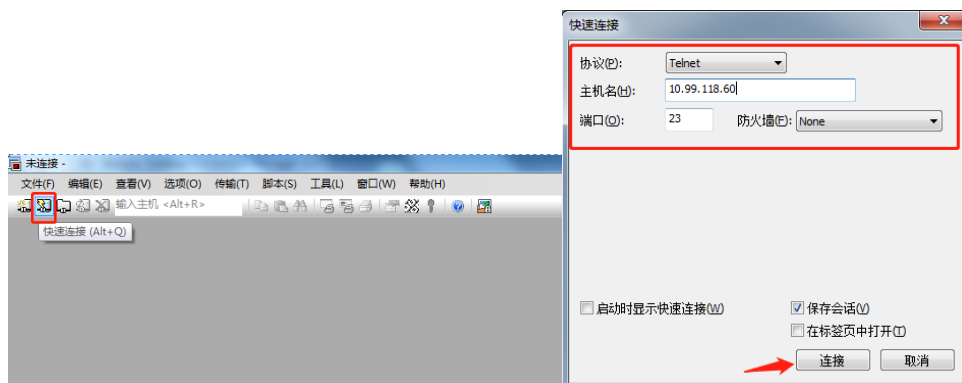 未连接 -
文件(F) 编辑(E) 查看(V) 选项(O) 传输(T) 脚本(S) 工具(L) 窗口(W) 帮助(H)
输入主机 <Alt+R>
快速连接 (Alt+Q)
快速连接
协议(P): Telnet
主机名(H): 10.99.118.60
端口(O): 23 防火墙(F): None
启动时显示快速连接(W) 保存会话(V)
在标签页中打开(T)
连接 取消